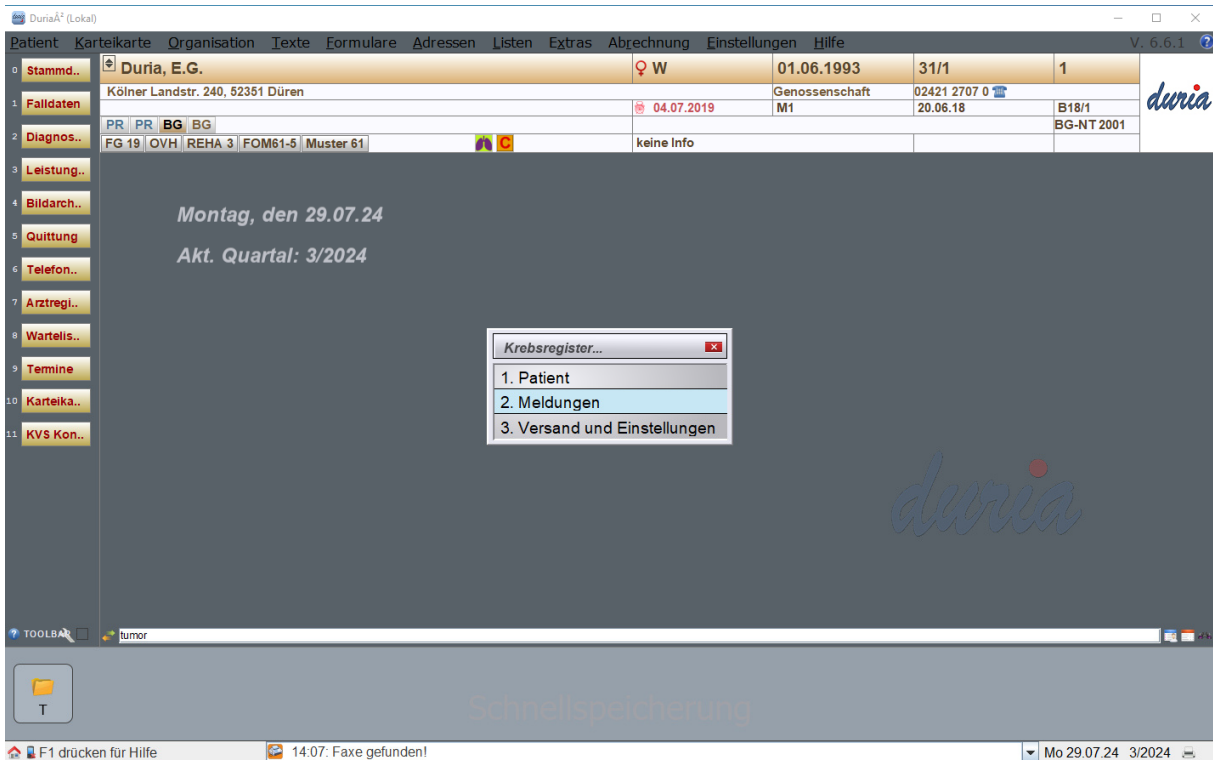 DuriaÂ² (Lokal)
Patient Karteikarte Organisation Texte Formulare Adressen Listen Extras Abrechnung Einstellungen Hilfe V. 6.6.1
0 Stammd..
1 Falldaten
2 Diagnos..
3 Leistung..
4 Bildarch..
5 Quittung
6 Telefon..
7 Arztregi..
8 Wartelis..
9 Termine
10 Karteika..
11 KVS Kon..
Duria, E.G. W 01.06.1993 31/1 1
Kölner Landstr. 240, 52351 Düren Genossenschaft 02421 2707 0
04.07.2019 M1 20.06.18 B18/1
PR PR BG BG BG-NT 2001
FG 19 OVH REHA 3 FOM61-5 Muster 61 C keine Info
duria
Montag, den 29.07.24
Akt. Quartal: 3/2024
Krebsregister...
1. Patient
2. Meldungen
3. Versand und Einstellungen
duria
TOOLBAR tumor
T
Schnellspeicherung
F1 drücken für Hilfe 14:07: Faxe gefunden! Mo 29.07.24 3/2024